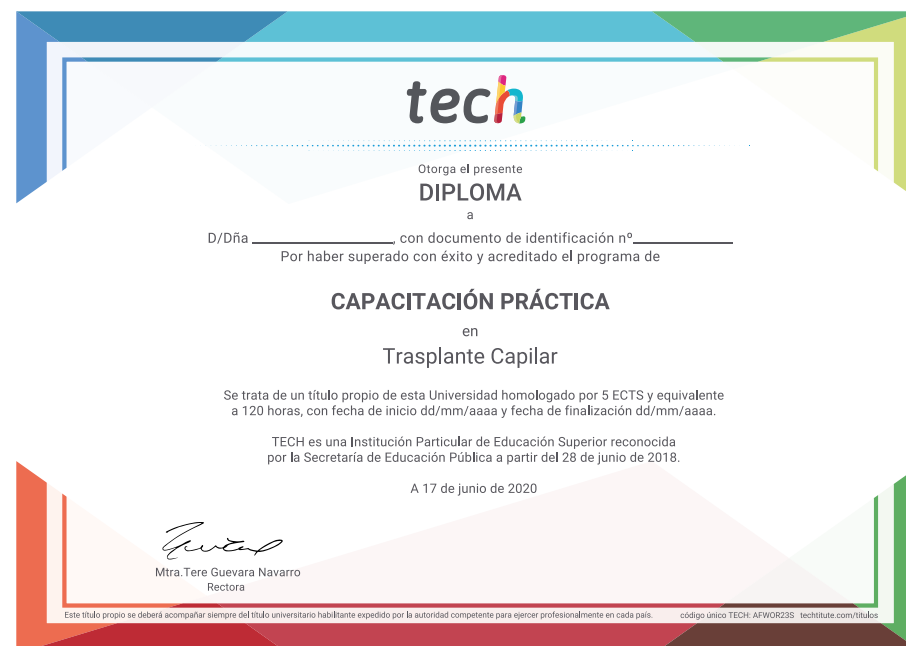 tech
Otorga el presente
DIPLOMA
a
D/Dña ____________________, con documento de identificación nº______________
Por haber superado con éxito y acreditado el programa de
CAPACITACIÓN PRÁCTICA
en
Trasplante Capilar
Se trata de un título propio de esta Universidad homologado por 5 ECTS y equivalente
a 120 horas, con fecha de inicio dd/mm/aaaa y fecha de finalización dd/mm/aaaa.
TECH es una Institución Particular de Educación Superior reconocida
por la Secretaría de Educación Pública a partir del 28 de junio de 2018.
A 17 de junio de 2020
Mtra.Tere Guevara Navarro
Rectora
Este título propio se deberá acompañar siempre del título universitario habilitante expedido por la autoridad competente para ejercer profesionalmente en cada país. código único TECH: AFWOR23S techtitute.com/titulos